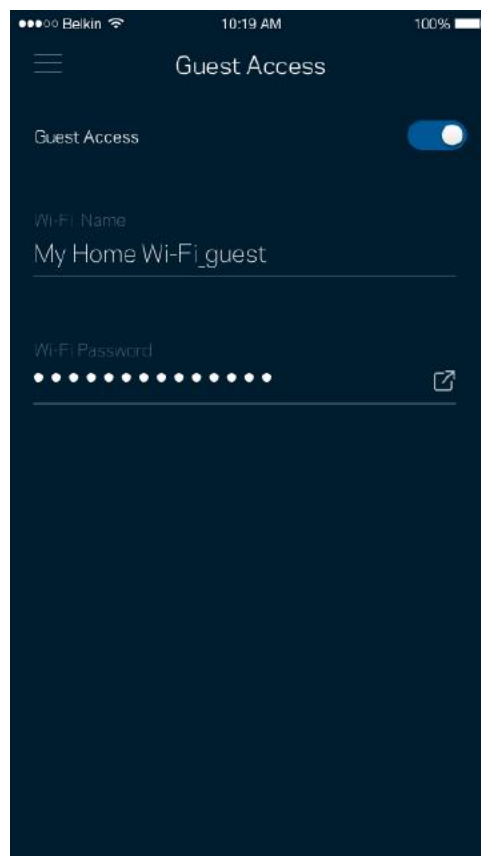 Belkin 10:19 AM 100%
Guest Access
Guest Access
Wi-Fi Name
My Home Wi-Fi_guest
Wi-Fi Password
••••••••••••••